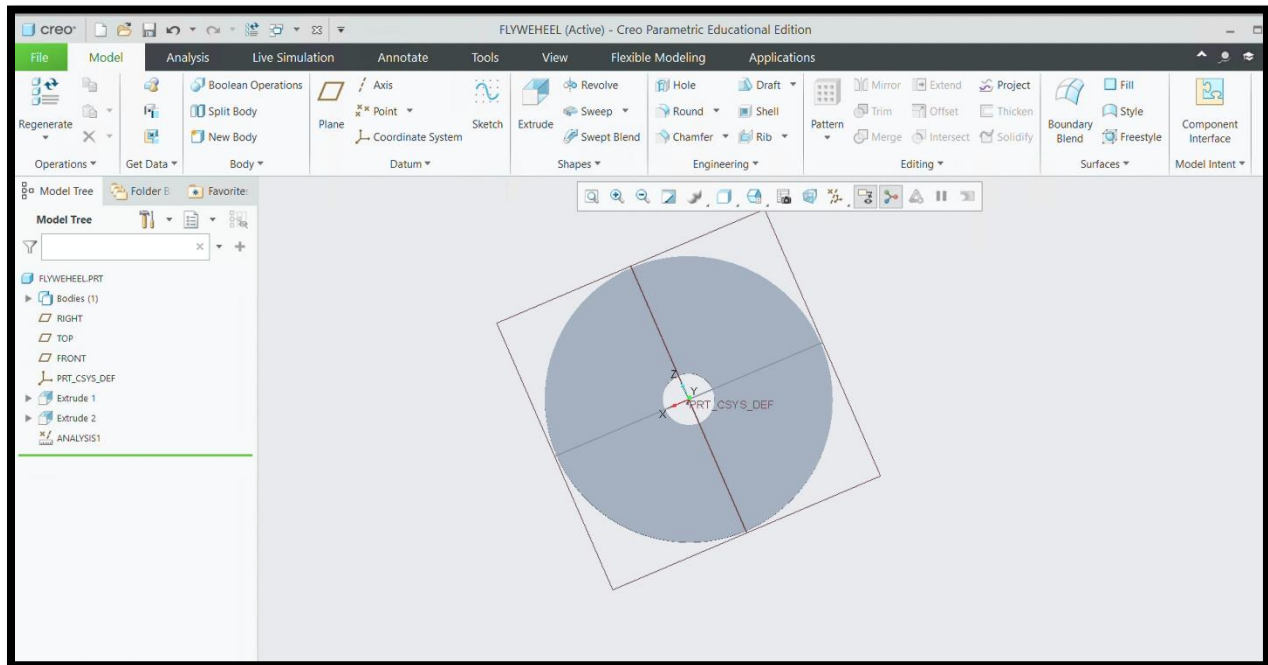 creo
FLYWEHEEL (Active) - Creo Parametric Educational Edition
File Model Analysis Live Simulation Annotate Tools View Flexible Modeling Applications
Regenerate
Operations
Get Data
Boolean Operations
Split Body
New Body
Body
Plane
Axis
Point
Coordinate System
Datum
Sketch
Extrude
Revolve
Sweep
Swept Blend
Shapes
Hole
Round
Chamfer
Draft
Shell
Rib
Engineering
Pattern
Mirror
Trim
Merge
Extend
Offset
Intersect
Project
Thicken
Solidify
Editing
Boundary
Blend
Fill
Style
Freestyle
Surfaces
Component
Interface
Model Intent
Model Tree Folder B Favorite:
Model Tree
FLYWEHEEL.PRT
Bodies (1)
RIGHT
TOP
FRONT
PRT_CSYS_DEF
Extrude 1
Extrude 2
ANALYSIS1
Z
Y
X
PRT_CSYS_DEF